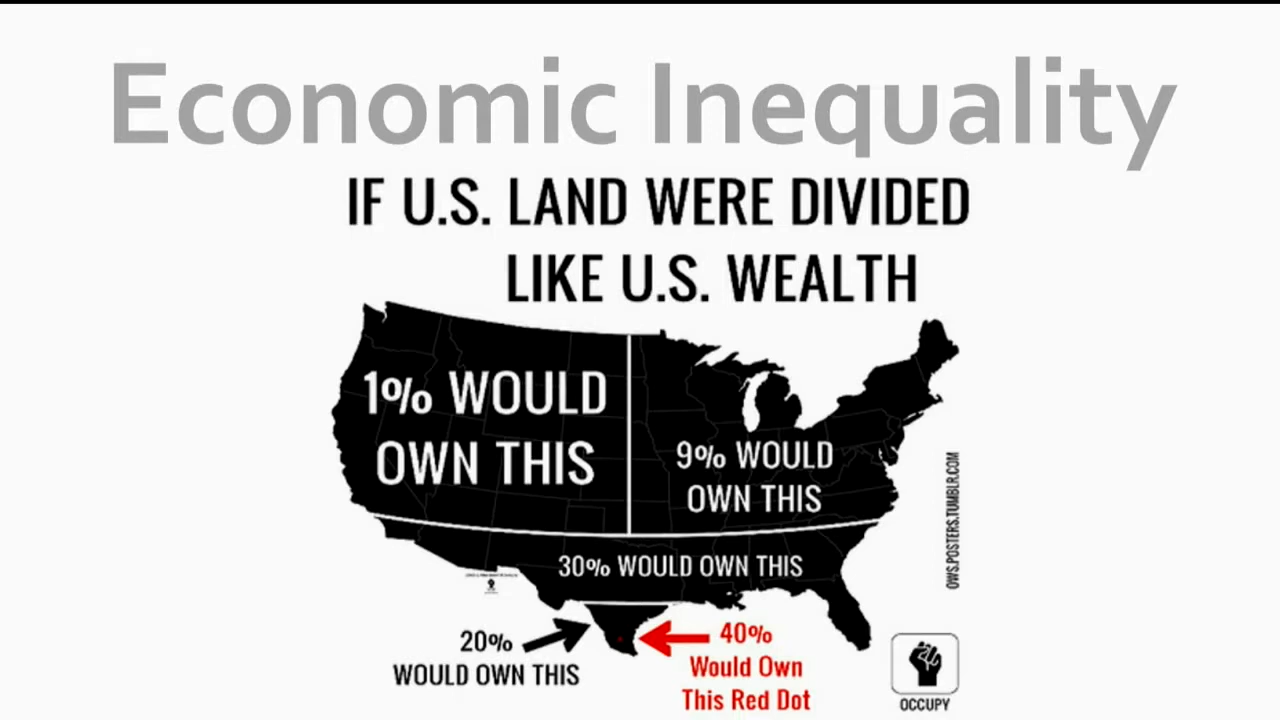 Economic Inequality
IF U.S. LAND WERE DIVIDED
LIKE U.S. WEALTH
1% WOULD
OWN THIS
9% WOULD
OWN THIS
30% WOULD OWN THIS
20%
WOULD OWN THIS
40%
Would Own
This Red Dot
OWS.POSTERS.TUMBLR.COM
OCCUPY